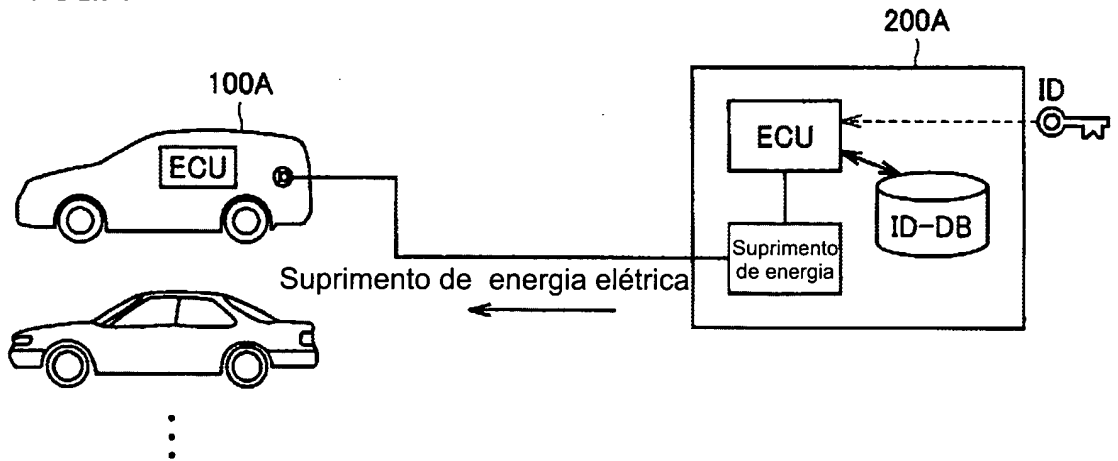 200A
100A
ID
ECU
ECU
ID-DB
Suprimento
de energia
Suprimento de energia elétrica